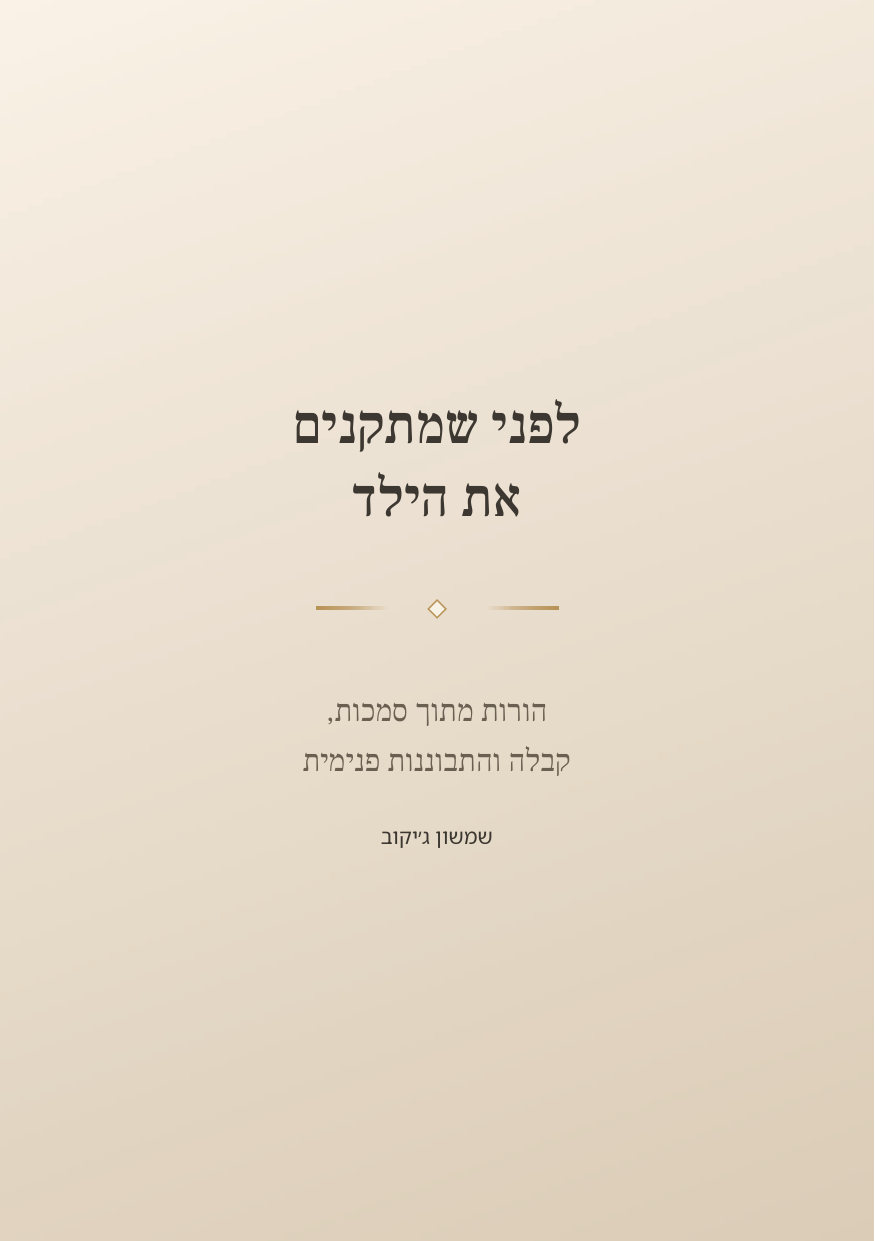 לפני שמתקנים
את הילד
הורות מתוך סמכות,
קבלה והתבוננות פנימית
שמשון ג׳יקוב